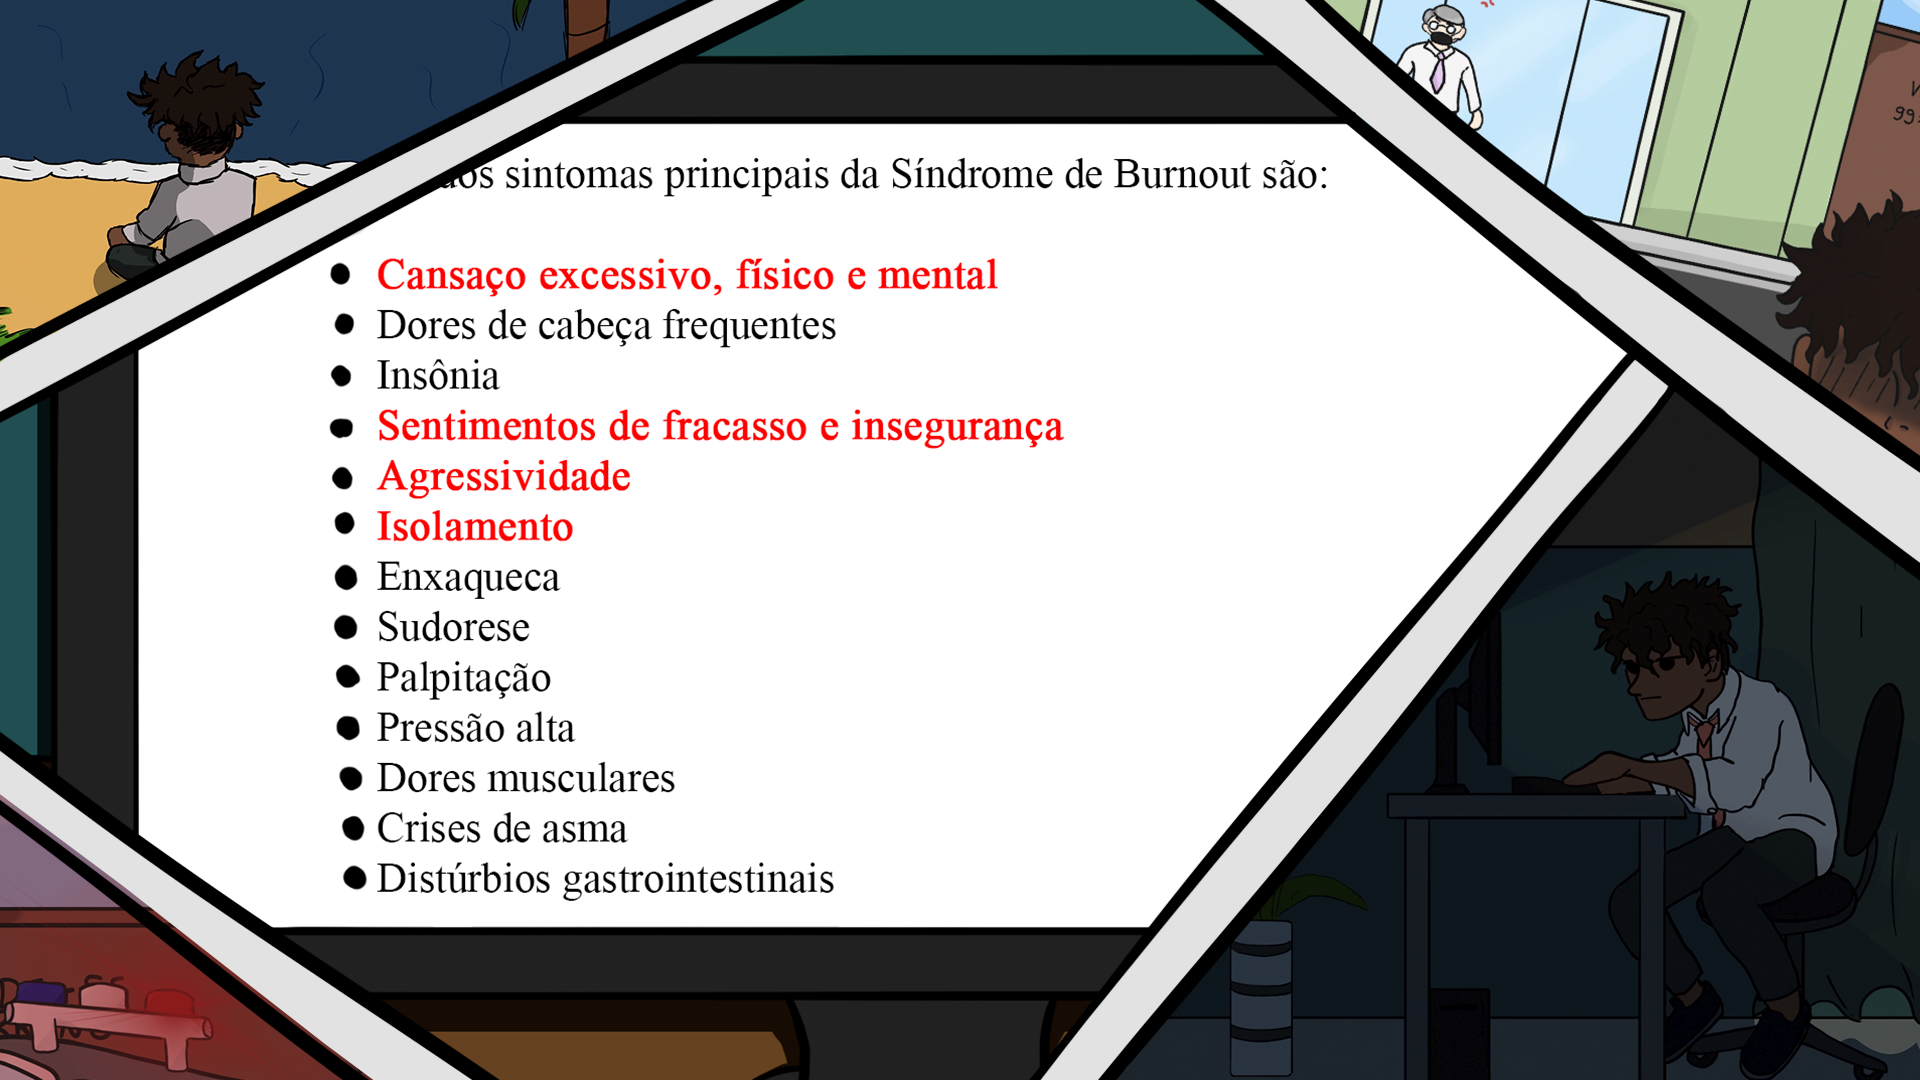 dos sintomas principais da Síndrome de Burnout são:
Cansaço excessivo, físico e mental
Dores de cabeça frequentes
Insônia
Sentimentos de fracasso e insegurança
Agressividade
Isolamento
Enxaqueca
Sudorese
Palpitação
Pressão alta
Dores musculares
Crises de asma
Distúrbios gastrointestinais